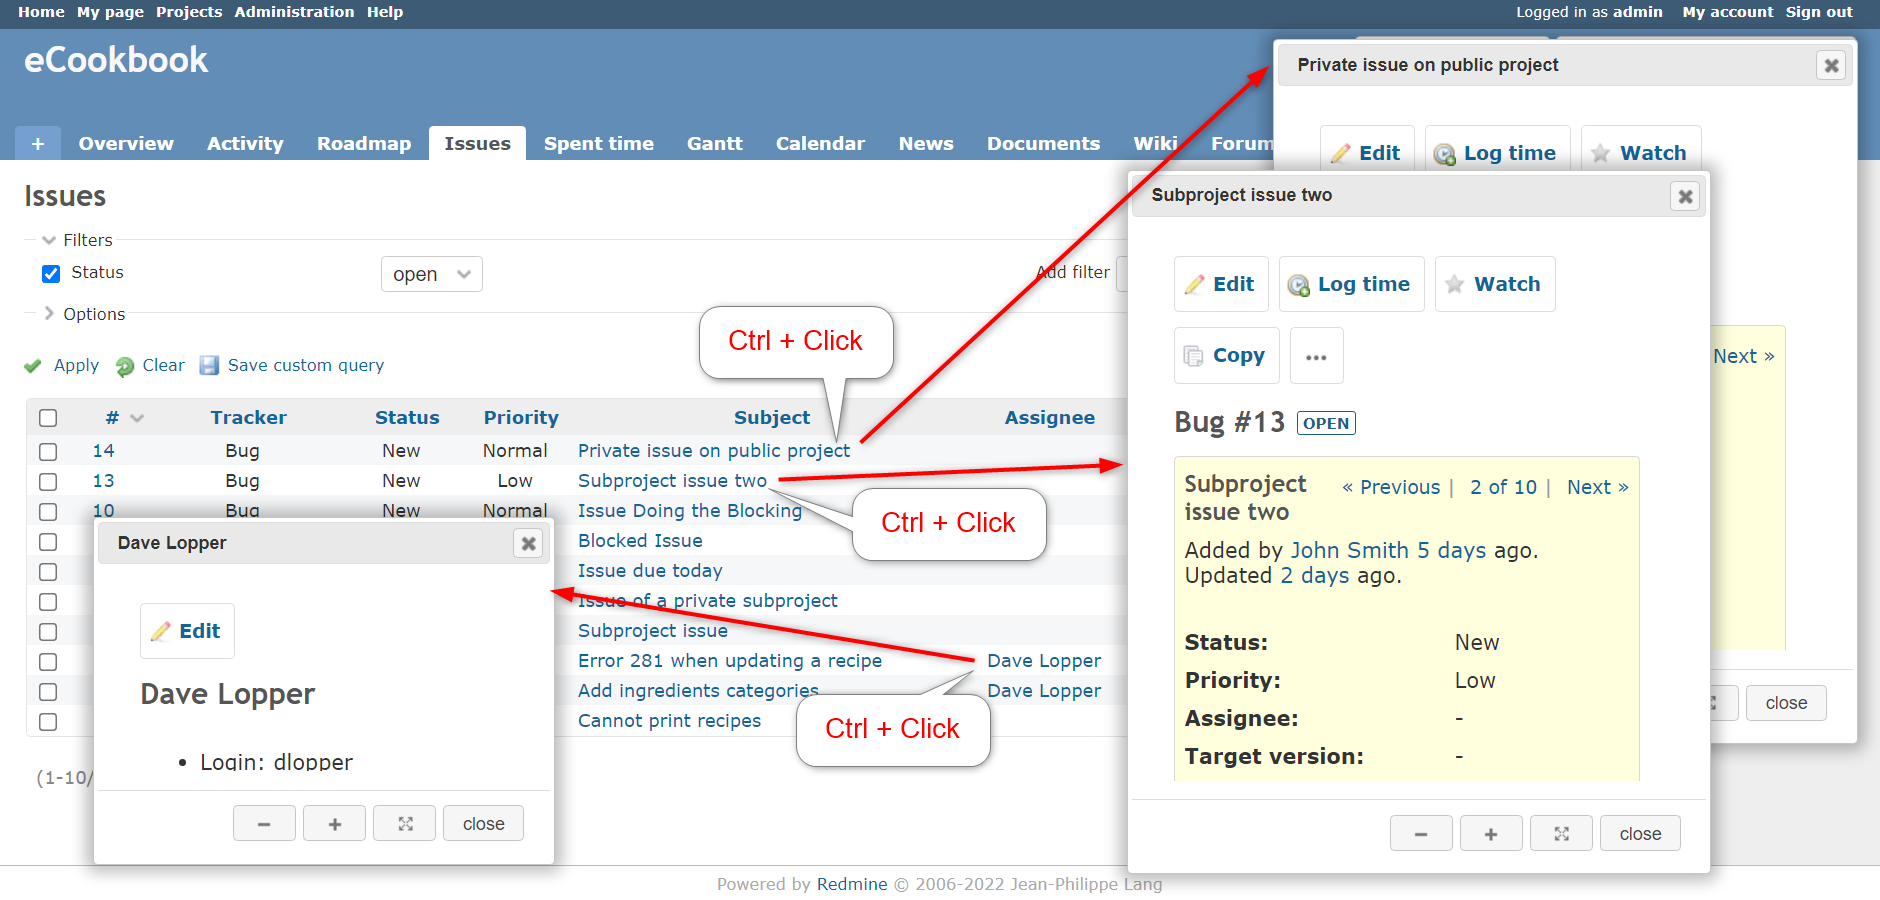 Home My page Projects Administration Help
Logged in as admin My account Sign out
eCookbook
+ Overview Activity Roadmap Issues Spent time Gantt Calendar News Documents Wiki Forum
Private issue on public project
Edit Log time Watch
Next »
close
Issues
Filters
Status open Add filter
Options
Apply Clear Save custom query
# Tracker Status Priority Subject Assignee
14 Bug New Normal Private issue on public project
13 Bug New Low Subproject issue two
10 Bug New Normal Issue Doing the Blocking
Blocked Issue
Issue due today
Issue of a private subproject
Subproject issue
Error 281 when updating a recipe Dave Lopper
Add ingredients categories Dave Lopper
Cannot print recipes
(1-10/
Ctrl + Click
Ctrl + Click
Ctrl + Click
Dave Lopper
Edit
Dave Lopper
• Login: dlopper
− + close
Subproject issue two
Edit Log time Watch
Copy ...
Bug #13 OPEN
Subproject
issue two
« Previous | 2 of 10 | Next »
Added by John Smith 5 days ago.
Updated 2 days ago.
Status: New
Priority: Low
Assignee: -
Target version: -
− + close
Powered by Redmine © 2006-2022 Jean-Philippe Lang